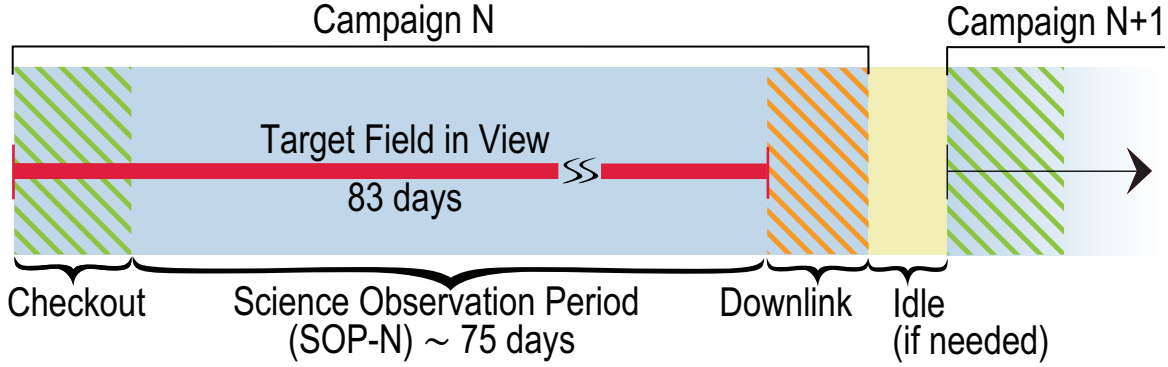 Campaign N
Campaign N+1
Target Field in View
83 days
Checkout
Science Observation Period
(SOP-N) ~ 75 days
Downlink
Idle
(if needed)